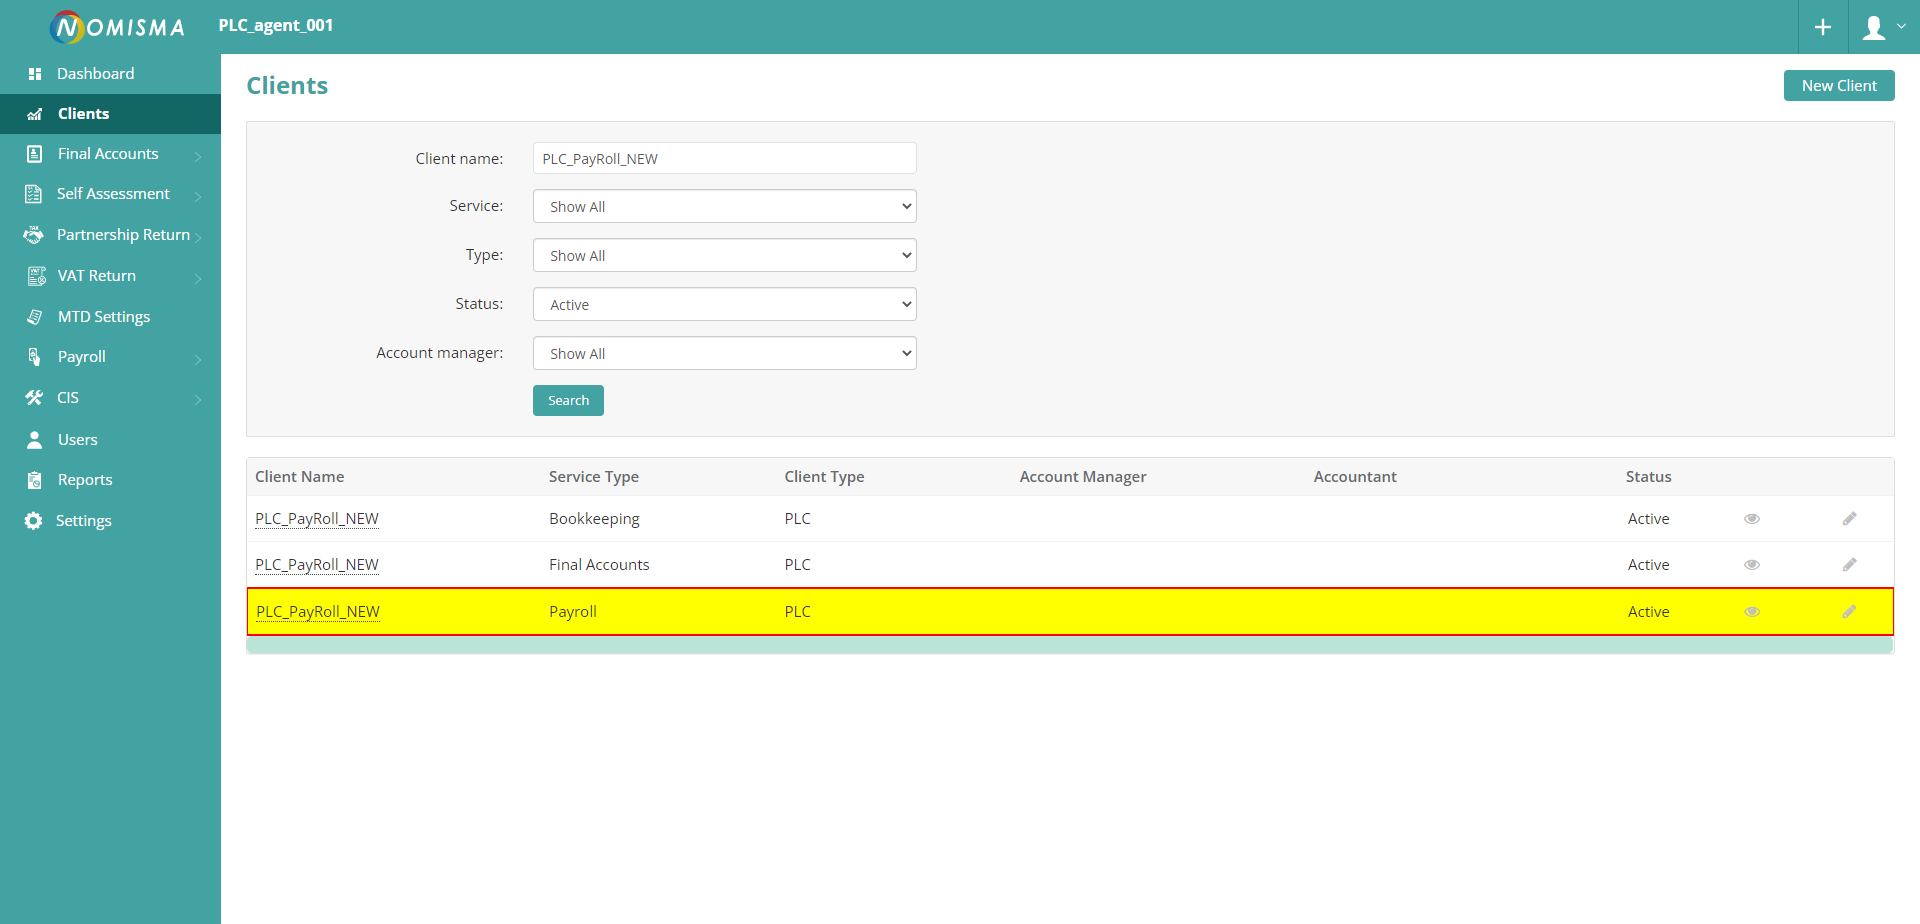 NOMISMA PLC_agent_001
Dashboard
Clients
Final Accounts
Self Assessment
TAX
Partnership Return
VAT
VAT Return
MTD Settings
Payroll
CIS
Users
Reports
Settings
Clients New Client
Client name: PLC_PayRoll_NEW
Service: Show All
Type: Show All
Status: Active
Account manager: Show All
Search
Client Name Service Type Client Type Account Manager Accountant Status
PLC_PayRoll_NEW Bookkeeping PLC Active
PLC_PayRoll_NEW Final Accounts PLC Active
PLC_PayRoll_NEW Payroll PLC Active